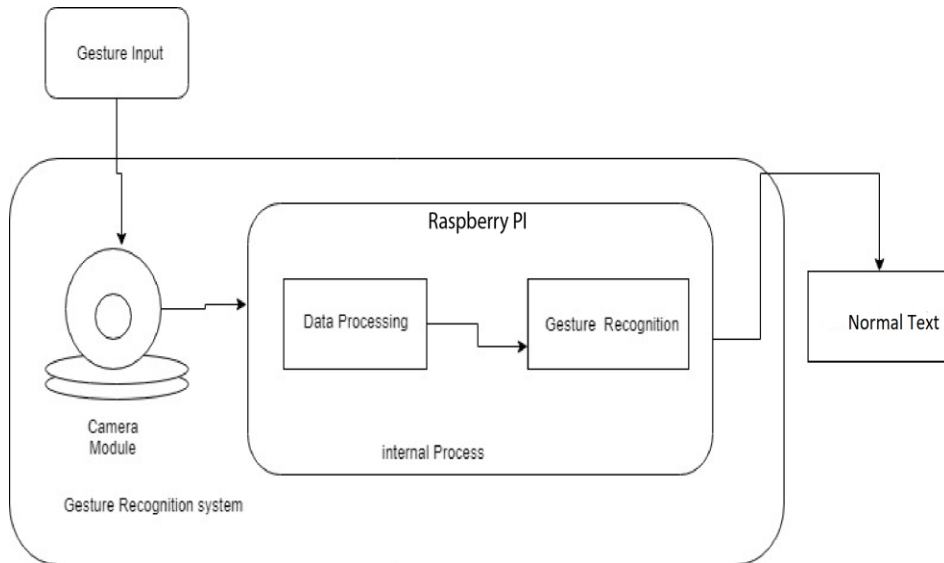 Gesture Input
Raspberry PI
Data Processing
Gesture Recognition
Normal Text
Camera
Module
internal Process
Gesture Recognition system